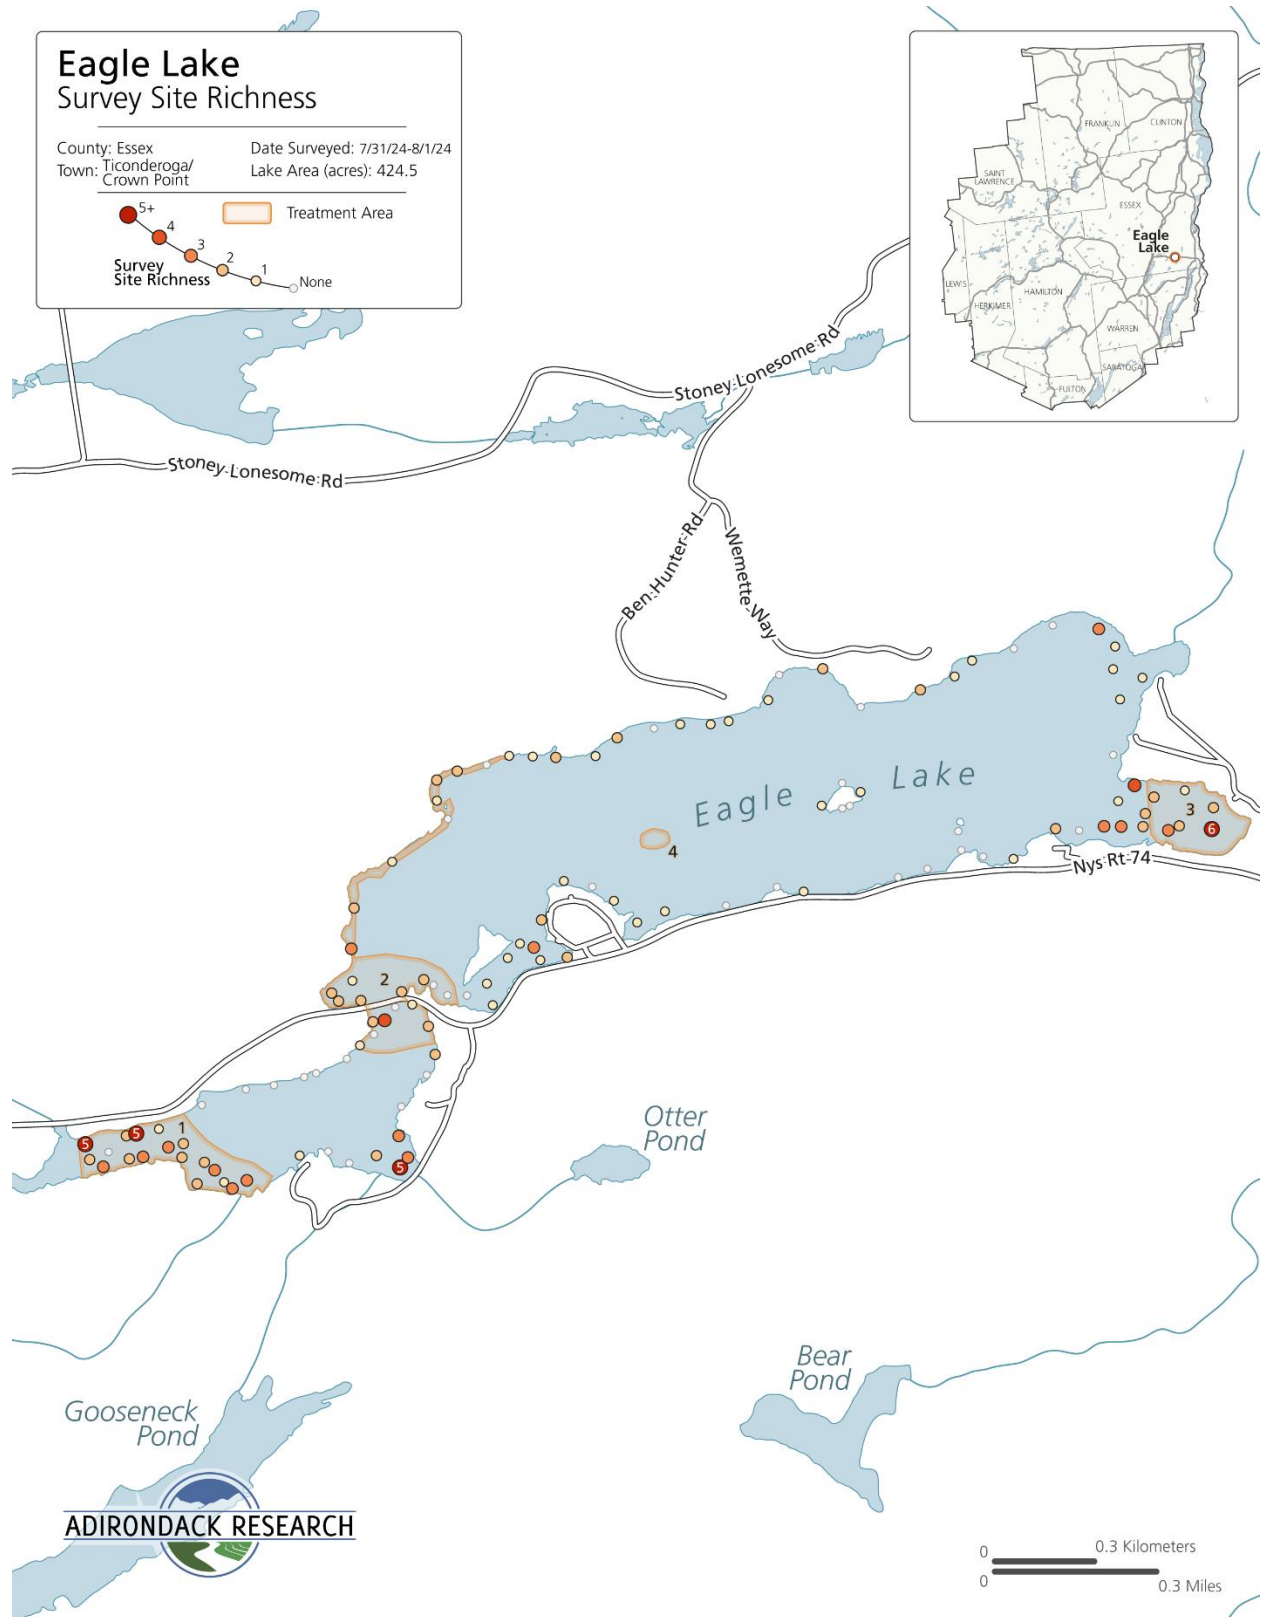 Eagle Lake
Survey Site Richness
County: Essex
Date Surveyed: 7/31/24-8/1/24
Town: Ticonderoga/
Crown Point
Lake Area (acres): 424.5
5+
4
3
2
1
None
Survey
Site Richness
Treatment Area
FRANKLIN
CLINTON
SAINT
LAWRENCE
ESSEX
Eagle
Lake
LEWIS
HERKIMER
HAMILTON
WARREN
SARATOGA
FULTON
Stoney Lonesome Rd
Stoney Lonesome Rd
Ben Hunter Rd
Wemette Way
Eagle Lake
4
3
6
Nys Rt 74
2
1
5
5
5
Otter
Pond
Bear
Pond
Gooseneck
Pond
ADIRONDACK RESEARCH
0
0.3 Kilometers
0
0.3 Miles